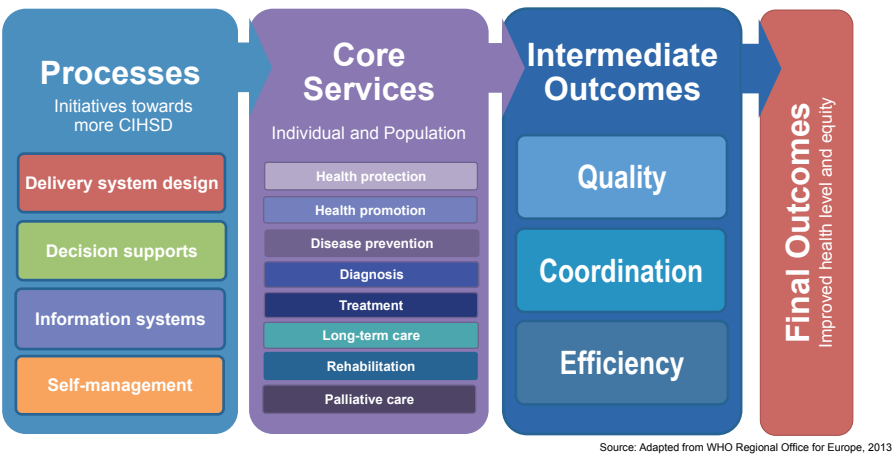 Processes
Initiatives towards
more CIHSD
Delivery system design
Decision supports
Information systems
Self-management
Core
Services
Individual and Population
Health protection
Health promotion
Disease prevention
Diagnosis
Treatment
Long-term care
Rehabilitation
Palliative care
Intermediate
Outcomes
Quality
Coordination
Efficiency
Final Outcomes
Improved health level and equity
Source: Adapted from WHO Regional Office for Europe, 2013